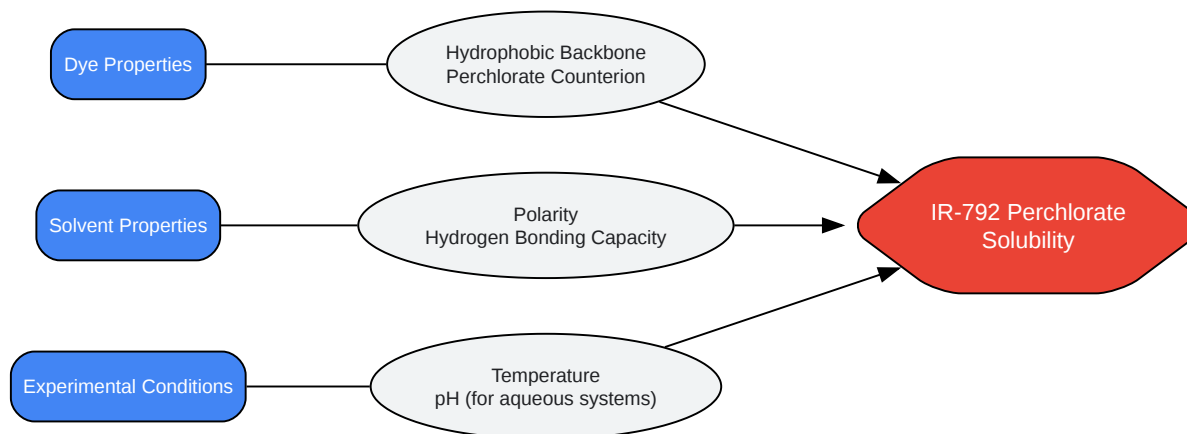 Dye Properties
Hydrophobic Backbone
Perchlorate Counterion
Solvent Properties
Polarity
Hydrogen Bonding Capacity
IR-792 Perchlorate
Solubility
Experimental Conditions
Temperature
pH (for aqueous systems)